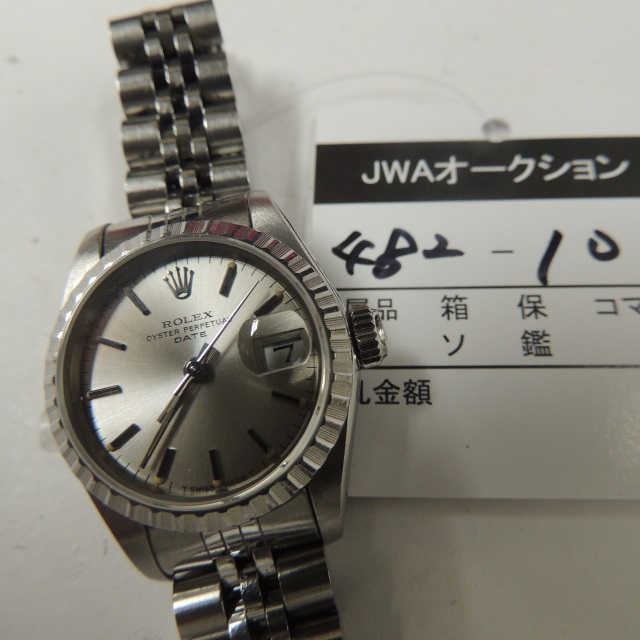 ROLEX
OYSTER PERPETUAL
DATE
JWAオークション
482-10
品 箱 保 コマ
ソ 鑑
札金額